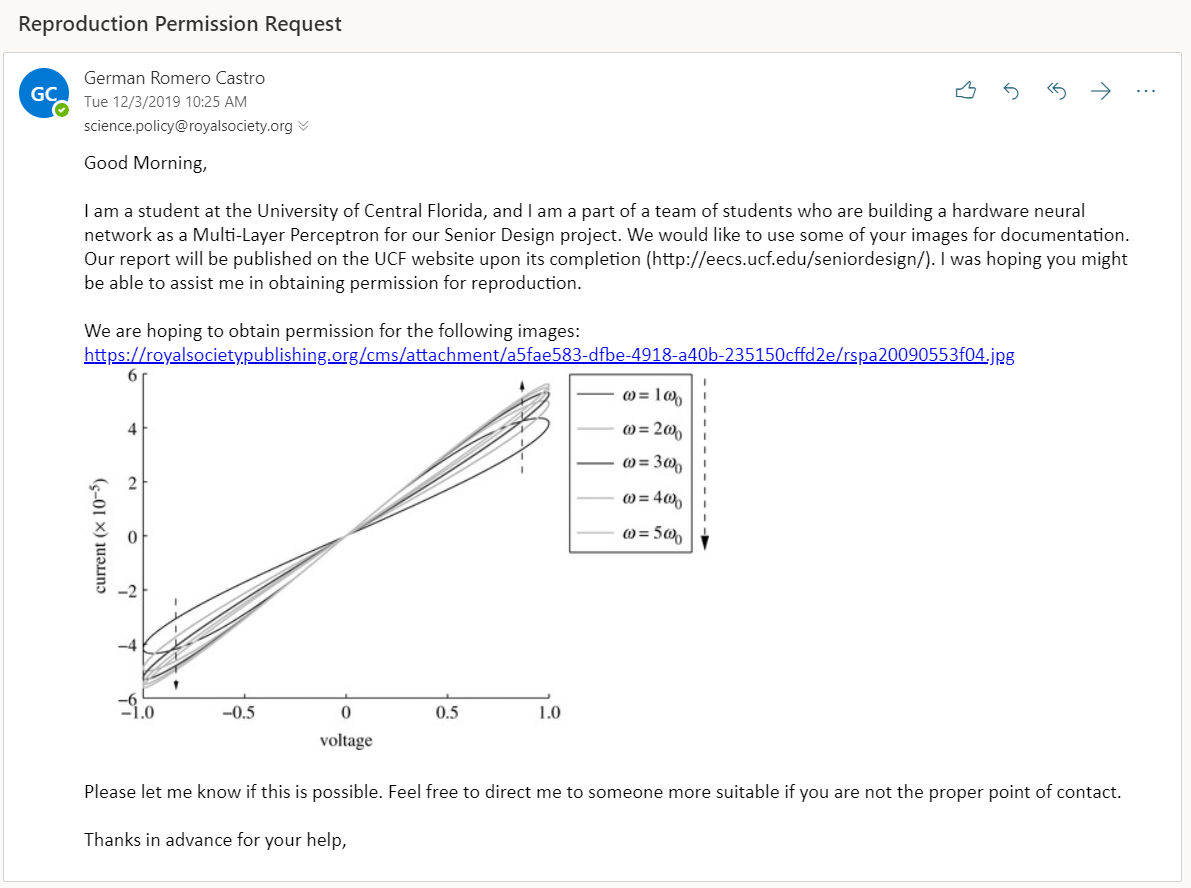 Reproduction Permission Request
GC
German Romero Castro
Tue 12/3/2019 10:25 AM
science.policy@royalsociety.org
Good Morning,
I am a student at the University of Central Florida, and I am a part of a team of students who are building a hardware neural
network as a Multi-Layer Perceptron for our Senior Design project. We would like to use some of your images for documentation.
Our report will be published on the UCF website upon its completion (http://eecs.ucf.edu/seniordesign/). I was hoping you might
be able to assist me in obtaining permission for reproduction.
We are hoping to obtain permission for the following images:
https://royalsocietypublishing.org/cms/attachment/a5fae583-dfbe-4918-a40b-235150cffd2e/rspa20090553f04.jpg
6
4
2
0
−2
−4
−6
current (× 10⁻⁵)
−1.0
−0.5
0
0.5
1.0
voltage
ω = 1ω₀
ω = 2ω₀
ω = 3ω₀
ω = 4ω₀
ω = 5ω₀
Please let me know if this is possible. Feel free to direct me to someone more suitable if you are not the proper point of contact.
Thanks in advance for your help,